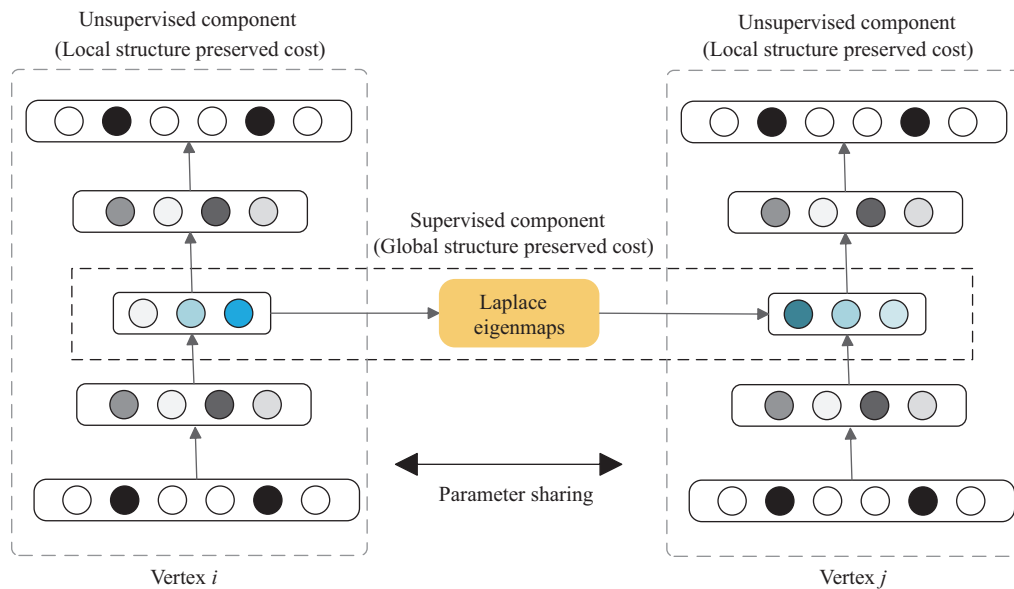 Unsupervised component
(Local structure preserved cost)
Unsupervised component
(Local structure preserved cost)
Supervised component
(Global structure preserved cost)
Laplace
eigenmaps
Parameter sharing
Vertex i
Vertex j